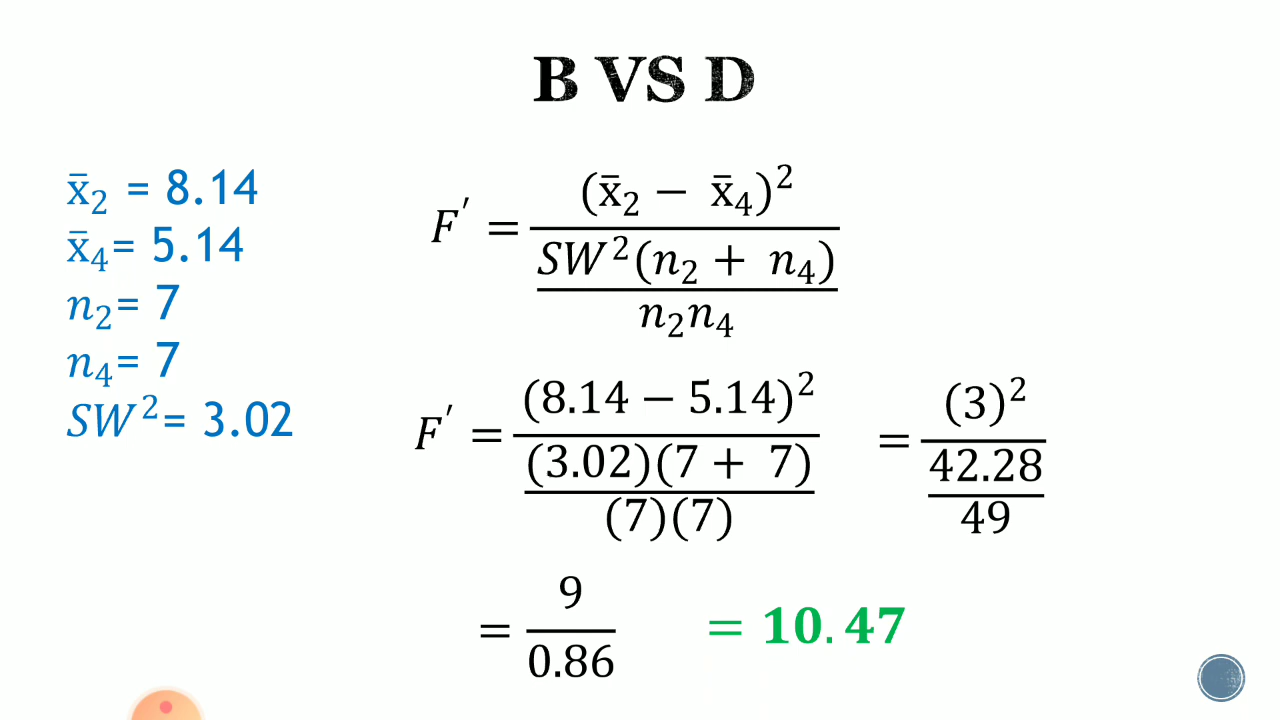 B VS D
x̄₂ = 8.14
x̄₄= 5.14
n₂= 7
n₄= 7
SW²= 3.02
F′ = (x̄₂ − x̄₄)² / (SW²(n₂ + n₄) / n₂n₄)
F′ = (8.14 − 5.14)² / ((3.02)(7 + 7) / (7)(7)) = (3)² / (42.28 / 49)
= 9 / 0.86 = 10.47